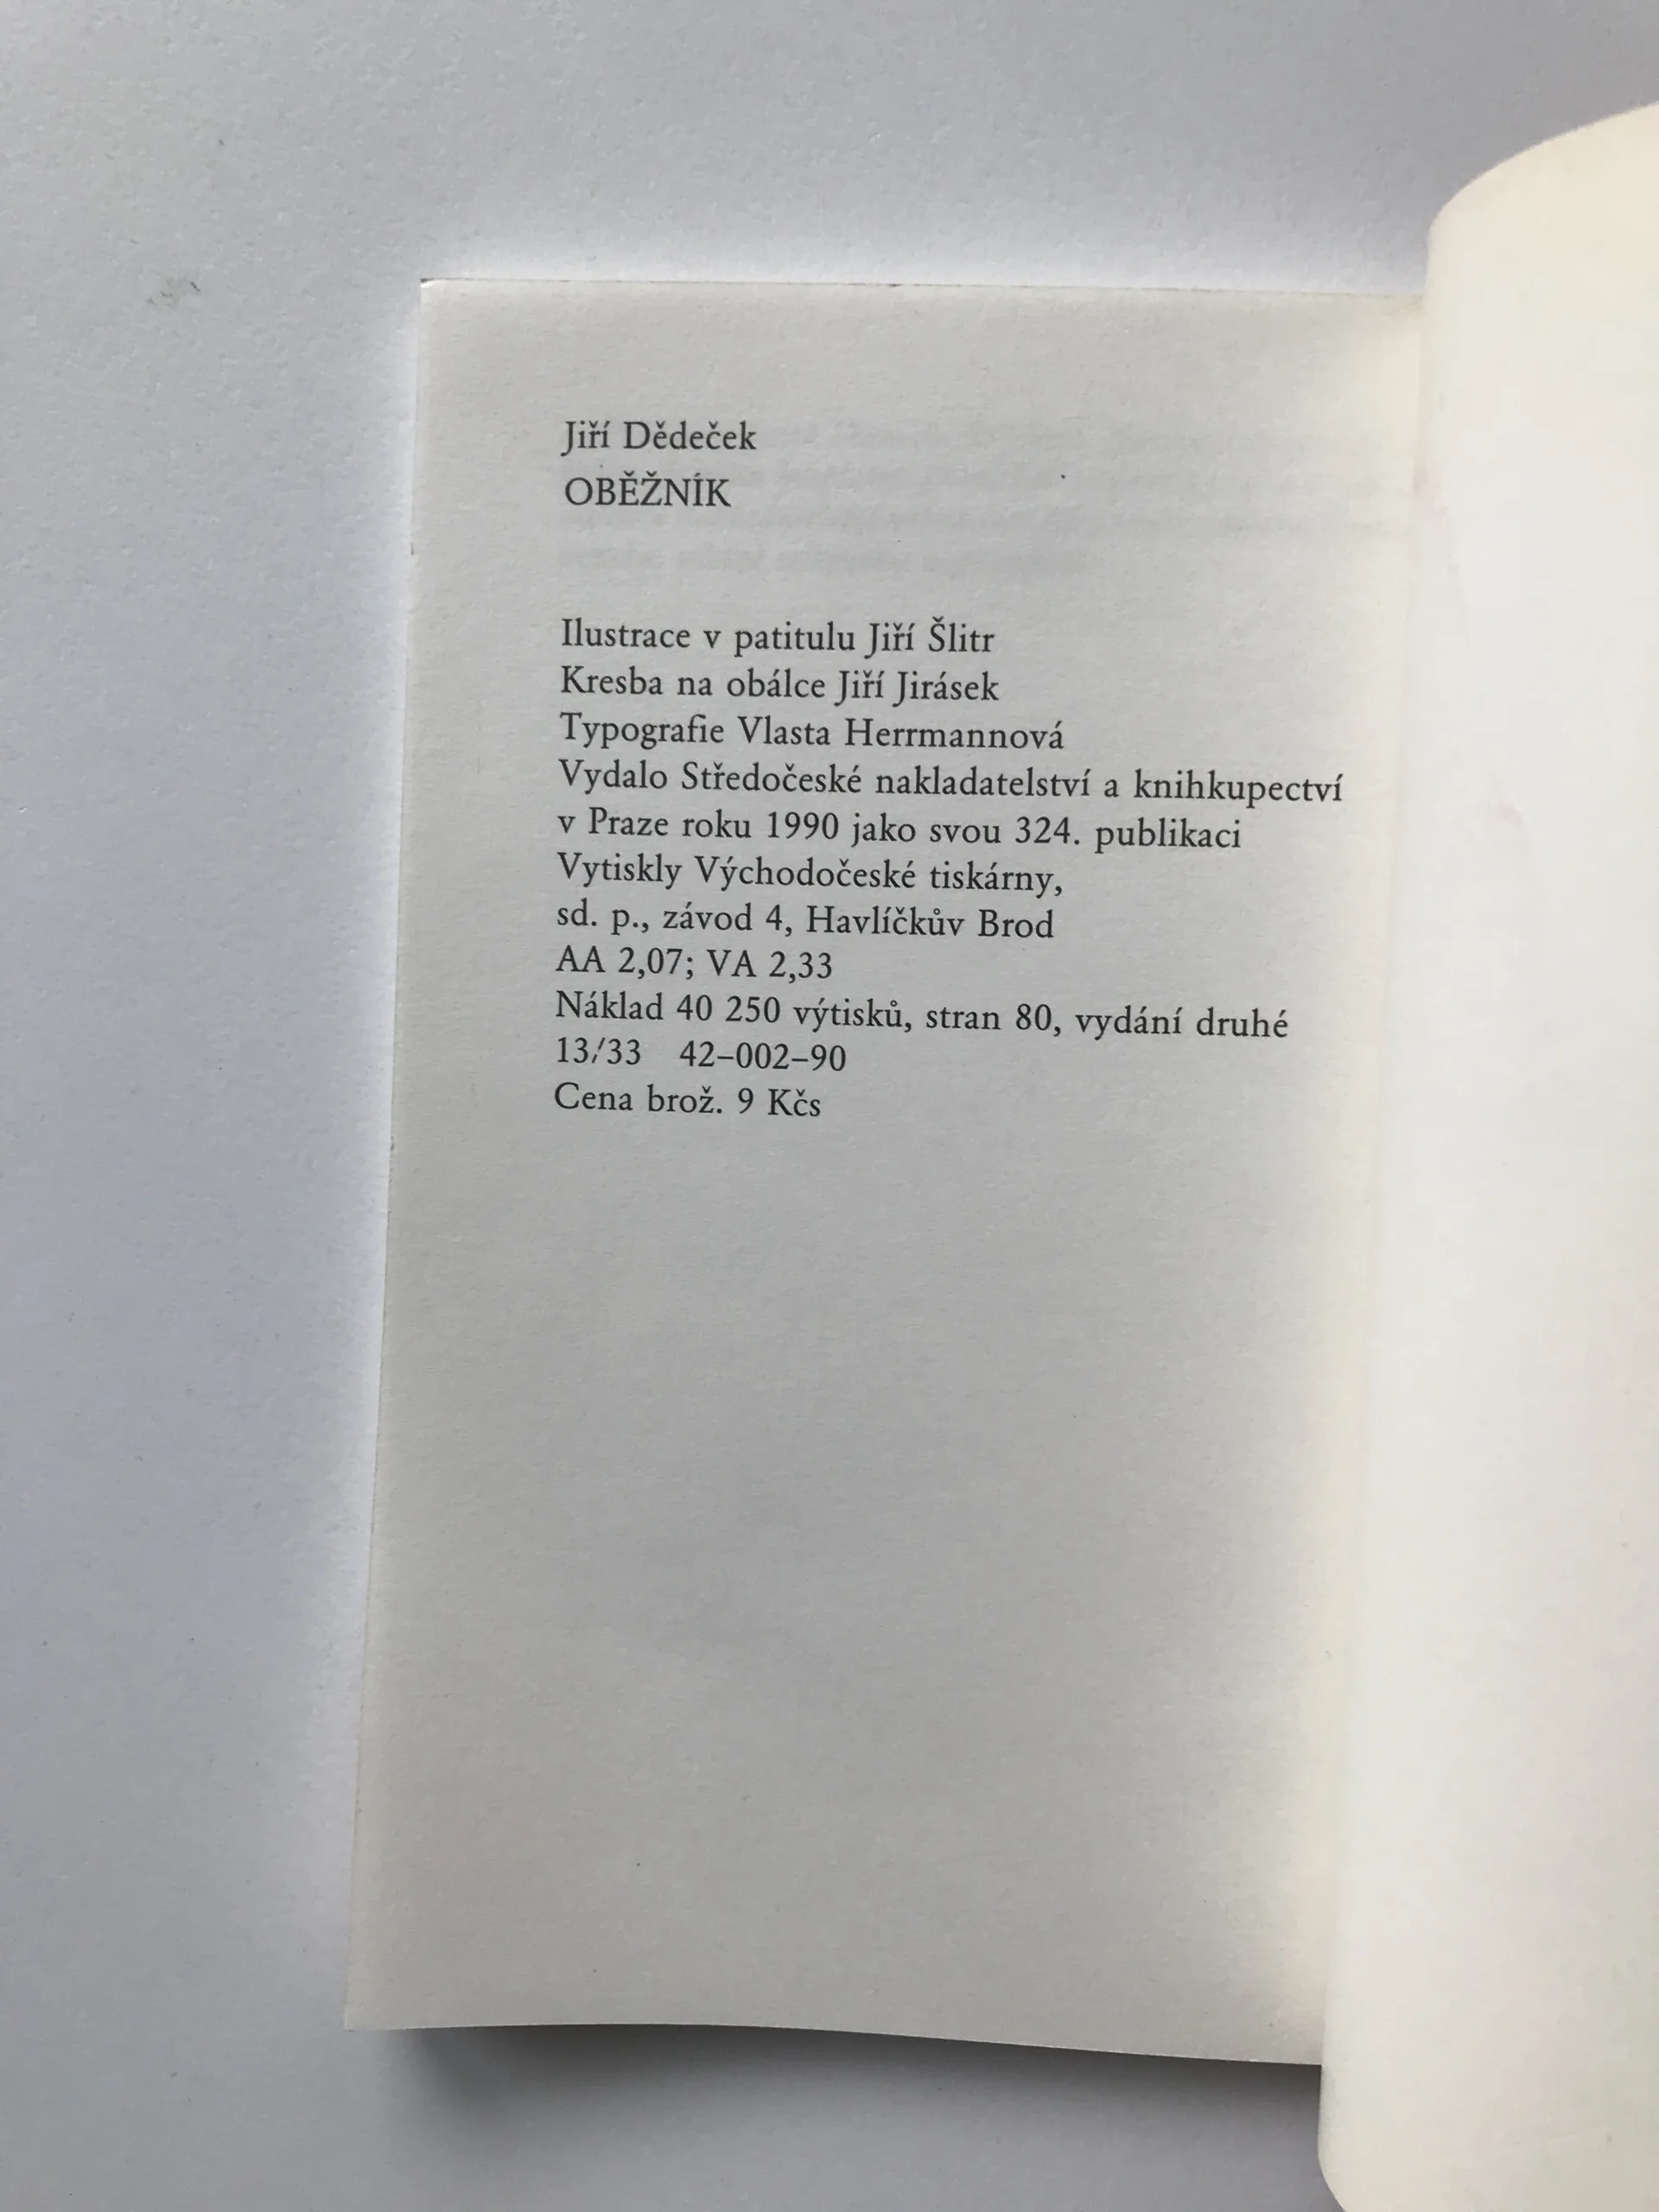 Jiří Dědeček
OBĚŽNÍK
Ilustrace v patitulu Jiří Šlitr
Kresba na obálce Jiří Jirásek
Typografie Vlasta Herrmannová
Vydalo Středočeské nakladatelství a knihkupectví
v Praze roku 1990 jako svou 324. publikaci
Vytiskly Východočeské tiskárny,
sd. p., závod 4, Havlíčkův Brod
AA 2,07; VA 2,33
Náklad 40 250 výtisků, stran 80, vydání druhé
13/33 42–002–90
Cena brož. 9 Kčs